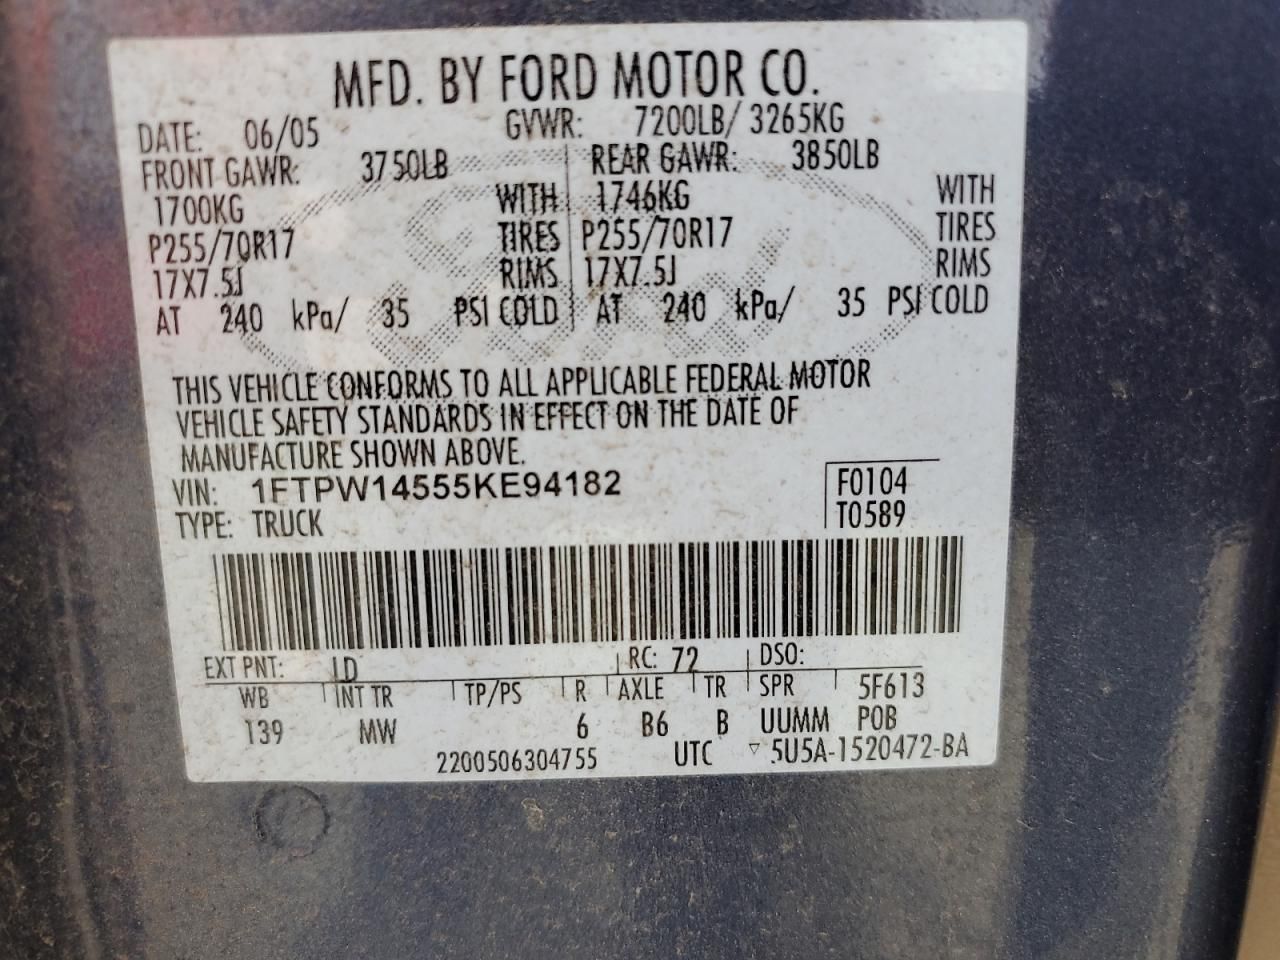 MFD. BY FORD MOTOR CO.
DATE: 06/05 GVWR: 7200LB/ 3265KG
FRONT GAWR: 3750LB REAR GAWR: 3850LB
1700KG WITH 1746KG WITH
P255/70R17 TIRES P255/70R17 TIRES
17X7.5J RIMS 17X7.5J RIMS
AT 240 kPa/ 35 PSI COLD AT 240 kPa/ 35 PSI COLD
THIS VEHICLE CONFORMS TO ALL APPLICABLE FEDERAL MOTOR
VEHICLE SAFETY STANDARDS IN EFFECT ON THE DATE OF
MANUFACTURE SHOWN ABOVE.
VIN: 1FTPW14555KE94182 F0104
TYPE: TRUCK T0589
EXT PNT: LD RC: 72 DSO:
WB INT TR TP/PS R AXLE TR SPR 5F613
139 MW 6 B6 B UUMM POB
2200506304755 UTC ▽ 5U5A-1520472-BA